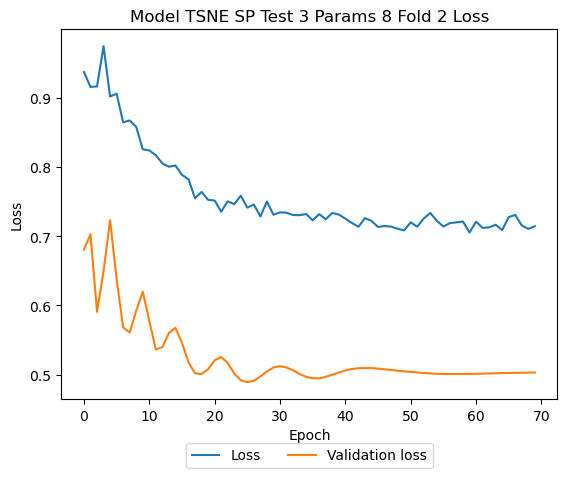 Model TSNE SP Test 3 Params 8 Fold 2 Loss
Loss
0.9
0.8
0.7
0.6
0.5
0 10 20 30 40 50 60 70
Epoch
Loss Validation loss